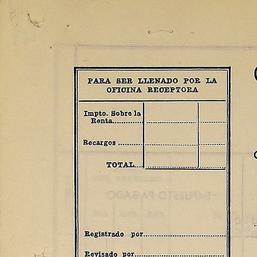 PARA SER LLENADO POR LA
OFICINA RECEPTORA
Impto. Sobre la
Renta
Recargos
TOTAL
Registrado por
Revisado por